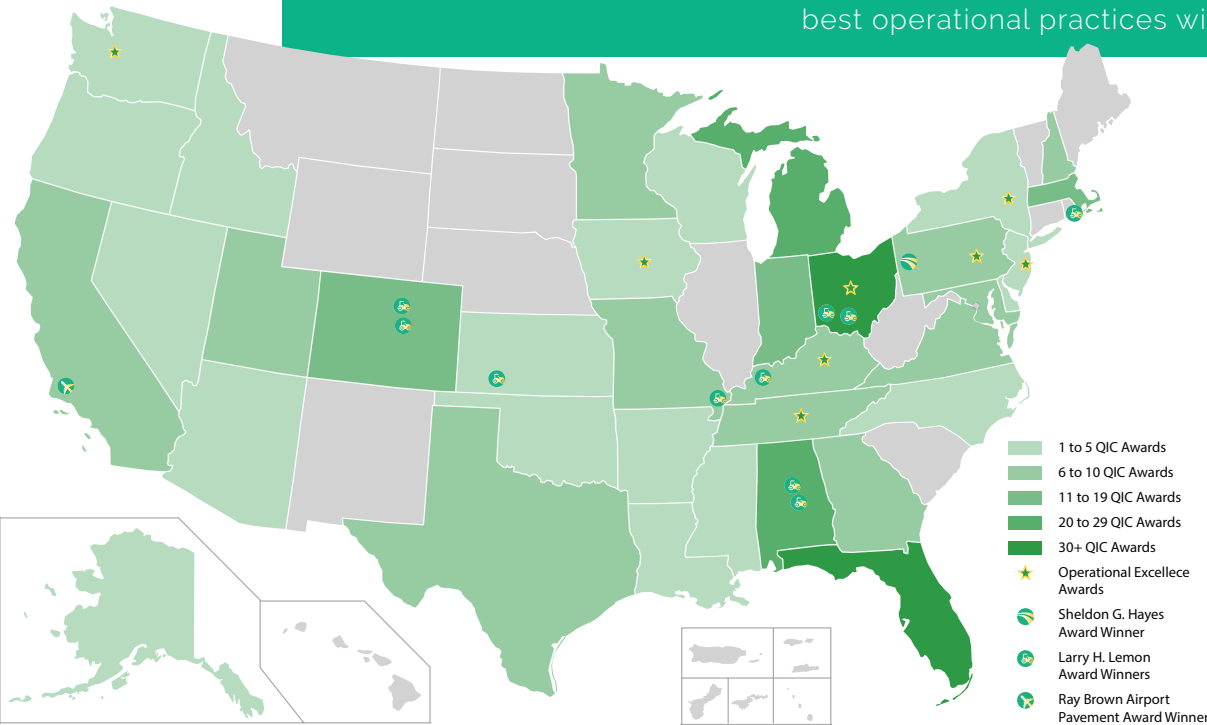 best operational practices wi
1 to 5 QIC Awards
6 to 10 QIC Awards
11 to 19 QIC Awards
20 to 29 QIC Awards
30+ QIC Awards
Operational Excellece
Awards
Sheldon G. Hayes
Award Winner
Larry H. Lemon
Award Winners
Ray Brown Airport
Pavement Award Winner